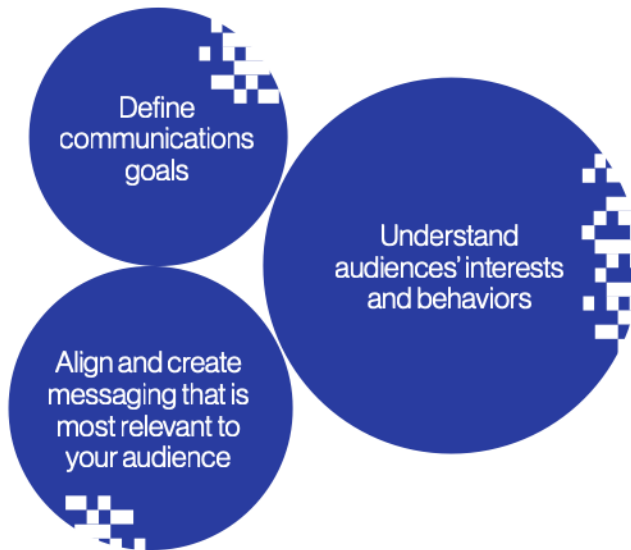 Define
communications
goals
Understand
audiences' interests
and behaviors
Align and create
messaging that is
most relevant to
your audience